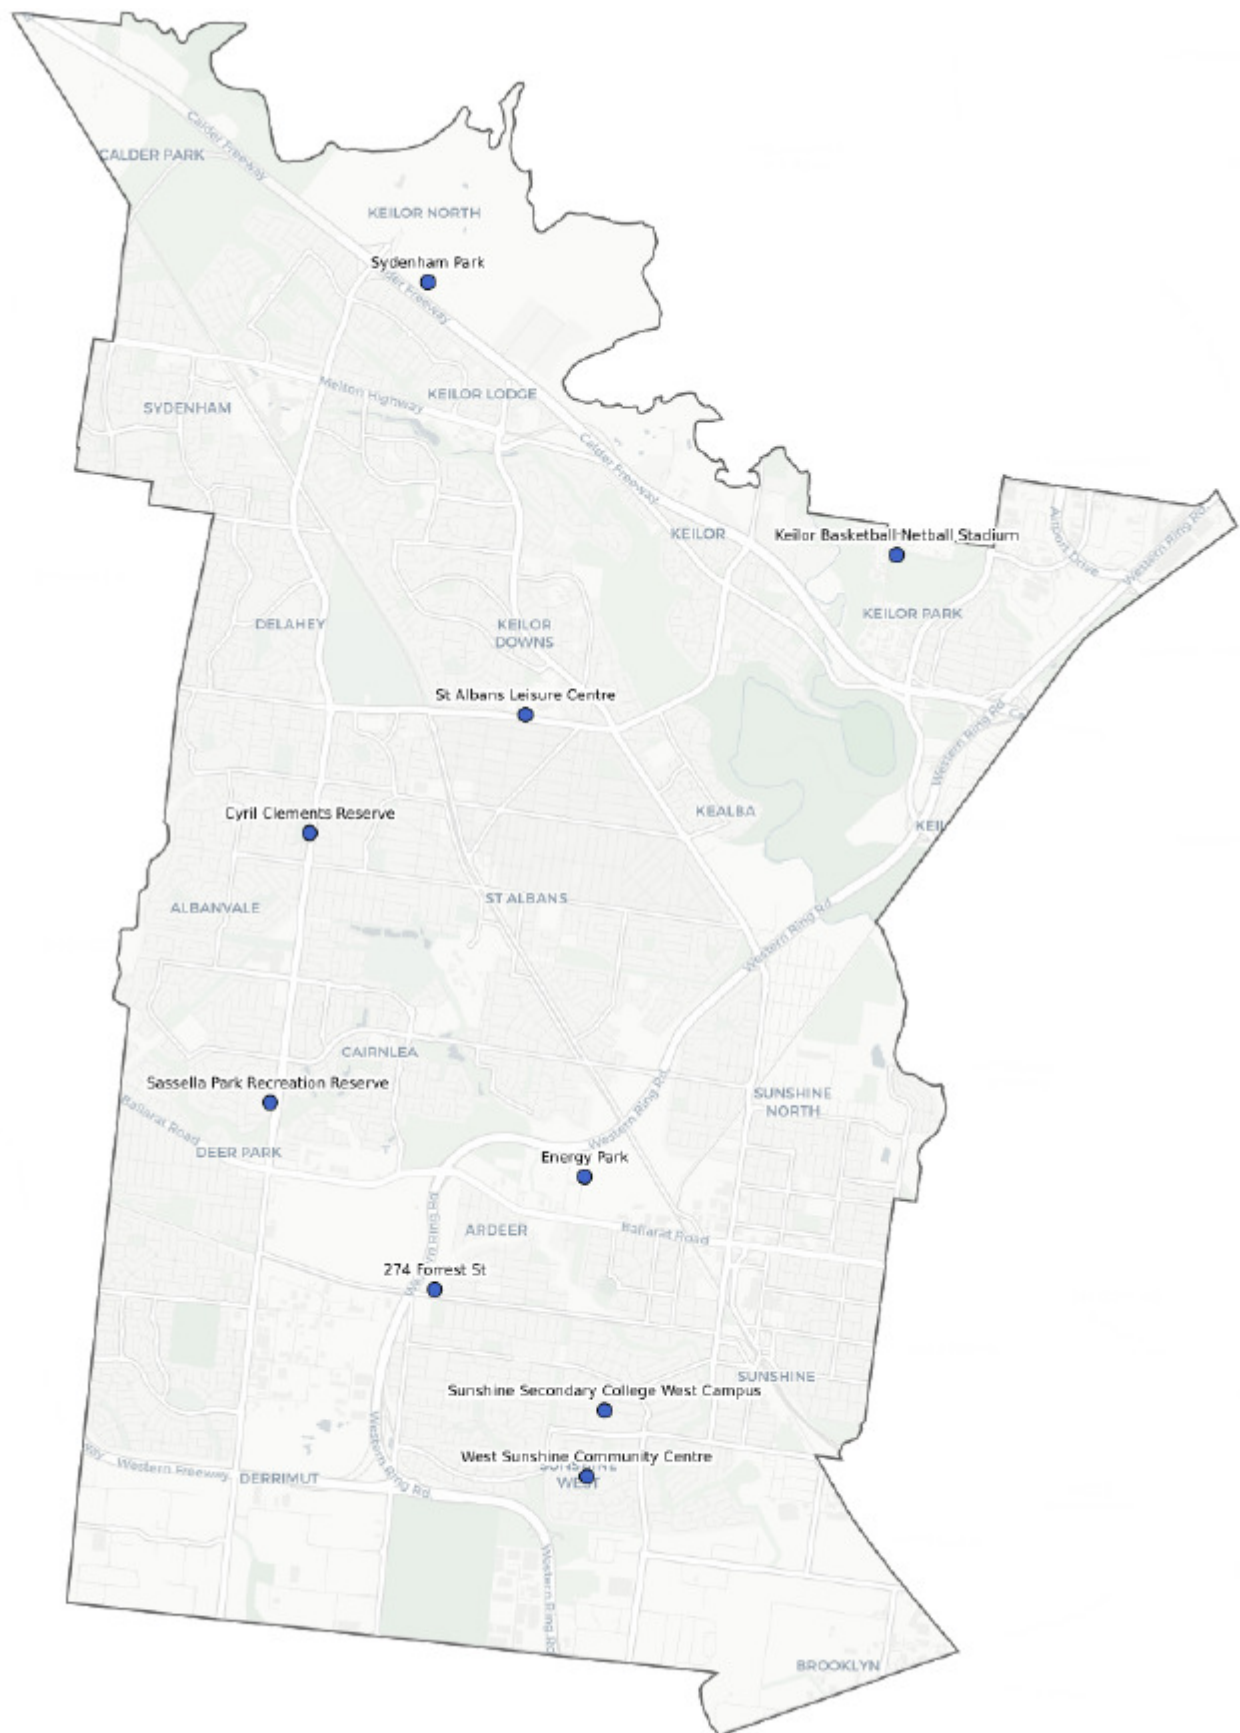 Calder Freeway
CALDER PARK
KEILOR NORTH
Sydenham Park
lder Freeway
Melton Highway
KEILOR LODGE
SYDENHAM
Calder Freeway
KEILOR
Keilor Basketball-Netball Stadium
Airport Drive
Western Ring Rd
KEILOR PARK
DELAHEY
KEILOR
DOWNS
St Albans Leisure Centre
Western Ring Rd
Cyril Clements Reserve
KEALBA
KEIL
ALBANVALE
ST ALBANS
Western Ring Rd
CAIRNLEA
Sassella Park Recreation Reserve
Ballarat Road
SUNSHINE
NORTH
DEER PARK
Western Ring Rd
Energy Park
ARDEER
Ballarat Road
274 Forrest St
SUNSHINE
Sunshine Secondary College West Campus
West Sunshine Community Centre
SUNSHINE
WEST
Western Freeway
DERRIMUT
Western Ring Rd
Western Ring Rd
BROOKLYN